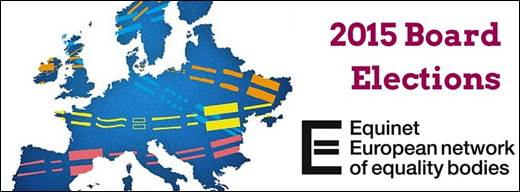 2015 Board
Elections
Equinet
European network
of equality bodies